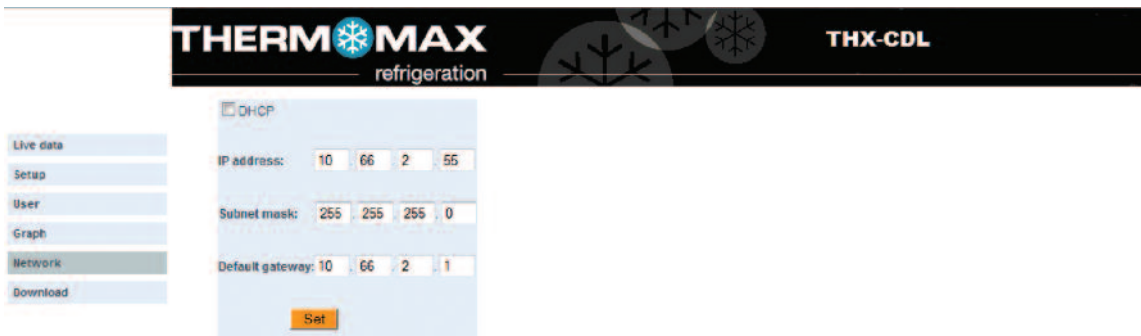 THERMOMAX
refrigeration
THX-CDL
Live data
Setup
User
Graph
Network
Download
DHCP
IP address: 10 . 66 . 2 . 55
Subnet mask: 255 . 255 . 255 . 0
Default gateway: 10 . 66 . 2 . 1
Set